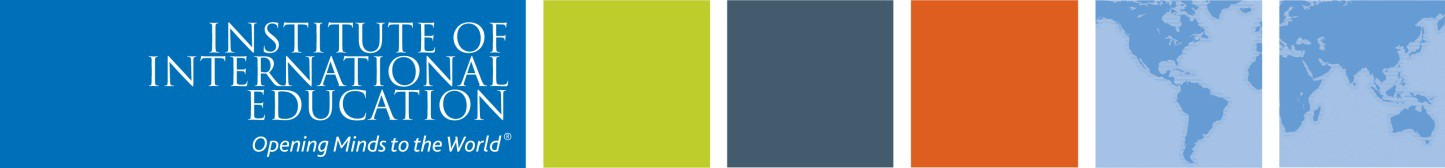 INSTITUTE OF
INTERNATIONAL
EDUCATION
Opening Minds to the World®